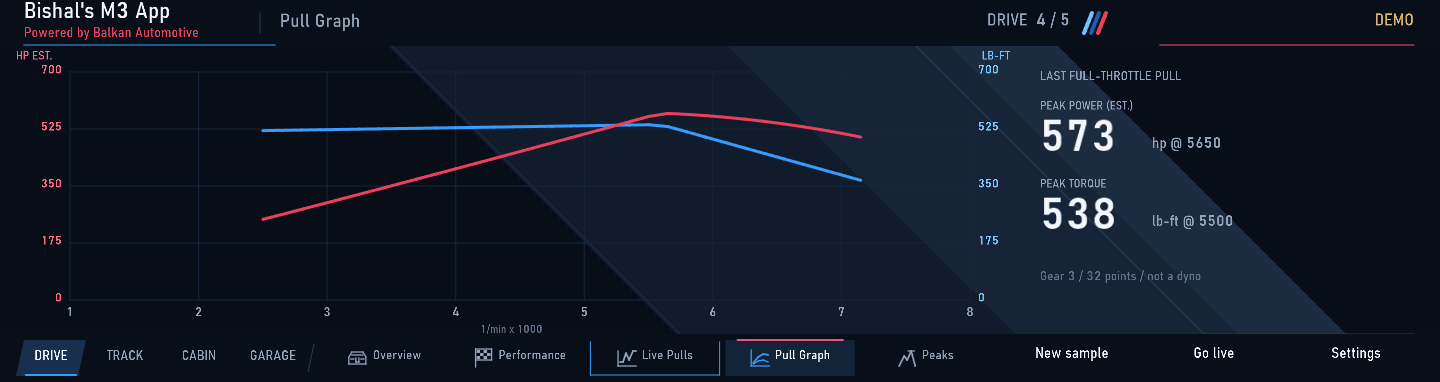 Bishal's M3 App
Powered by Balkan Automotive
Pull Graph
DRIVE 4 / 5
DEMO
HP EST.
LB-FT
700
525
350
175
0
700
525
350
175
0
1 2 3 4 5 6 7 8
1/min x 1000
LAST FULL-THROTTLE PULL
PEAK POWER (EST.)
573 hp @ 5650
PEAK TORQUE
538 lb-ft @ 5500
Gear 3 / 32 points / not a dyno
DRIVE TRACK CABIN GARAGE Overview Performance Live Pulls Pull Graph Peaks New sample Go live Settings